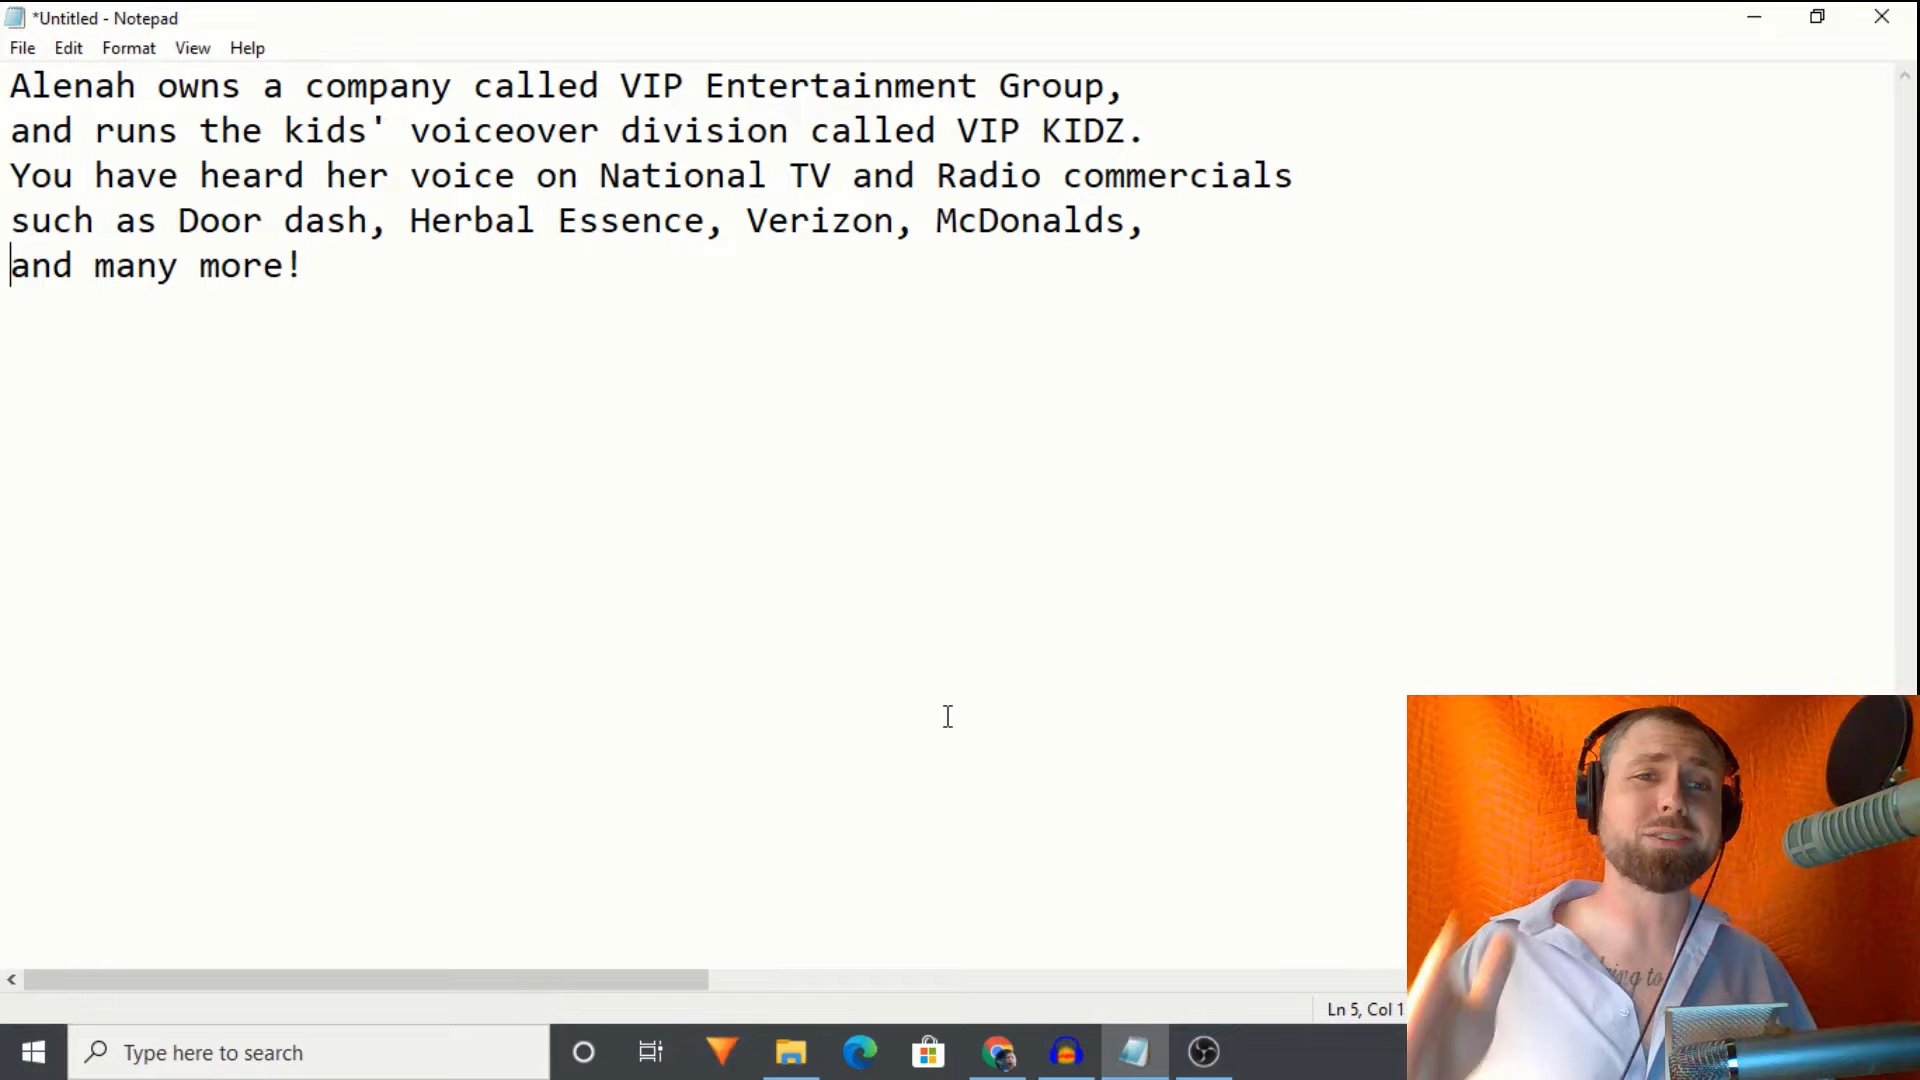 *Untitled - Notepad
File Edit Format View Help
Alenah owns a company called VIP Entertainment Group,
and runs the kids' voiceover division called VIP KIDZ.
You have heard her voice on National TV and Radio commercials
such as Door dash, Herbal Essence, Verizon, McDonalds,
and many more!
ing to
Ln 5, Col 1
Type here to search